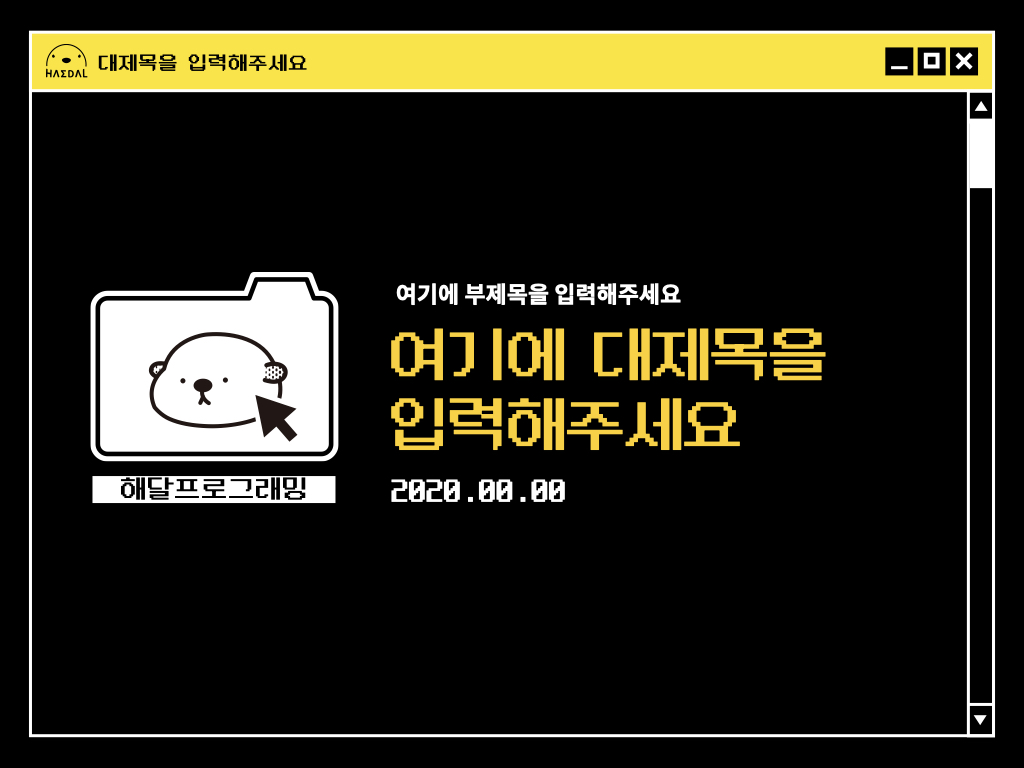 HAEDAL
대제목을 입력해주세요
여기에 부제목을 입력해주세요
여기에 대제목을
입력해주세요
2020.00.00
해달프로그래밍